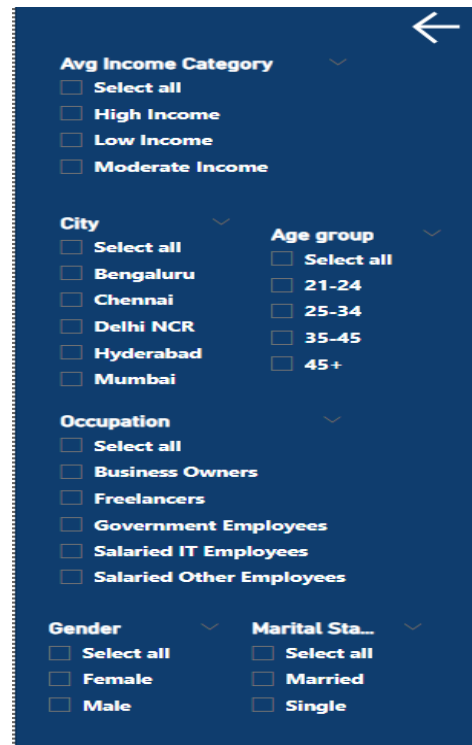 Avg Income Category
Select all
High Income
Low Income
Moderate Income
City
Select all
Bengaluru
Chennai
Delhi NCR
Hyderabad
Mumbai
Age group
Select all
21-24
25-34
35-45
45+
Occupation
Select all
Business Owners
Freelancers
Government Employees
Salaried IT Employees
Salaried Other Employees
Gender
Select all
Female
Male
Marital Sta...
Select all
Married
Single